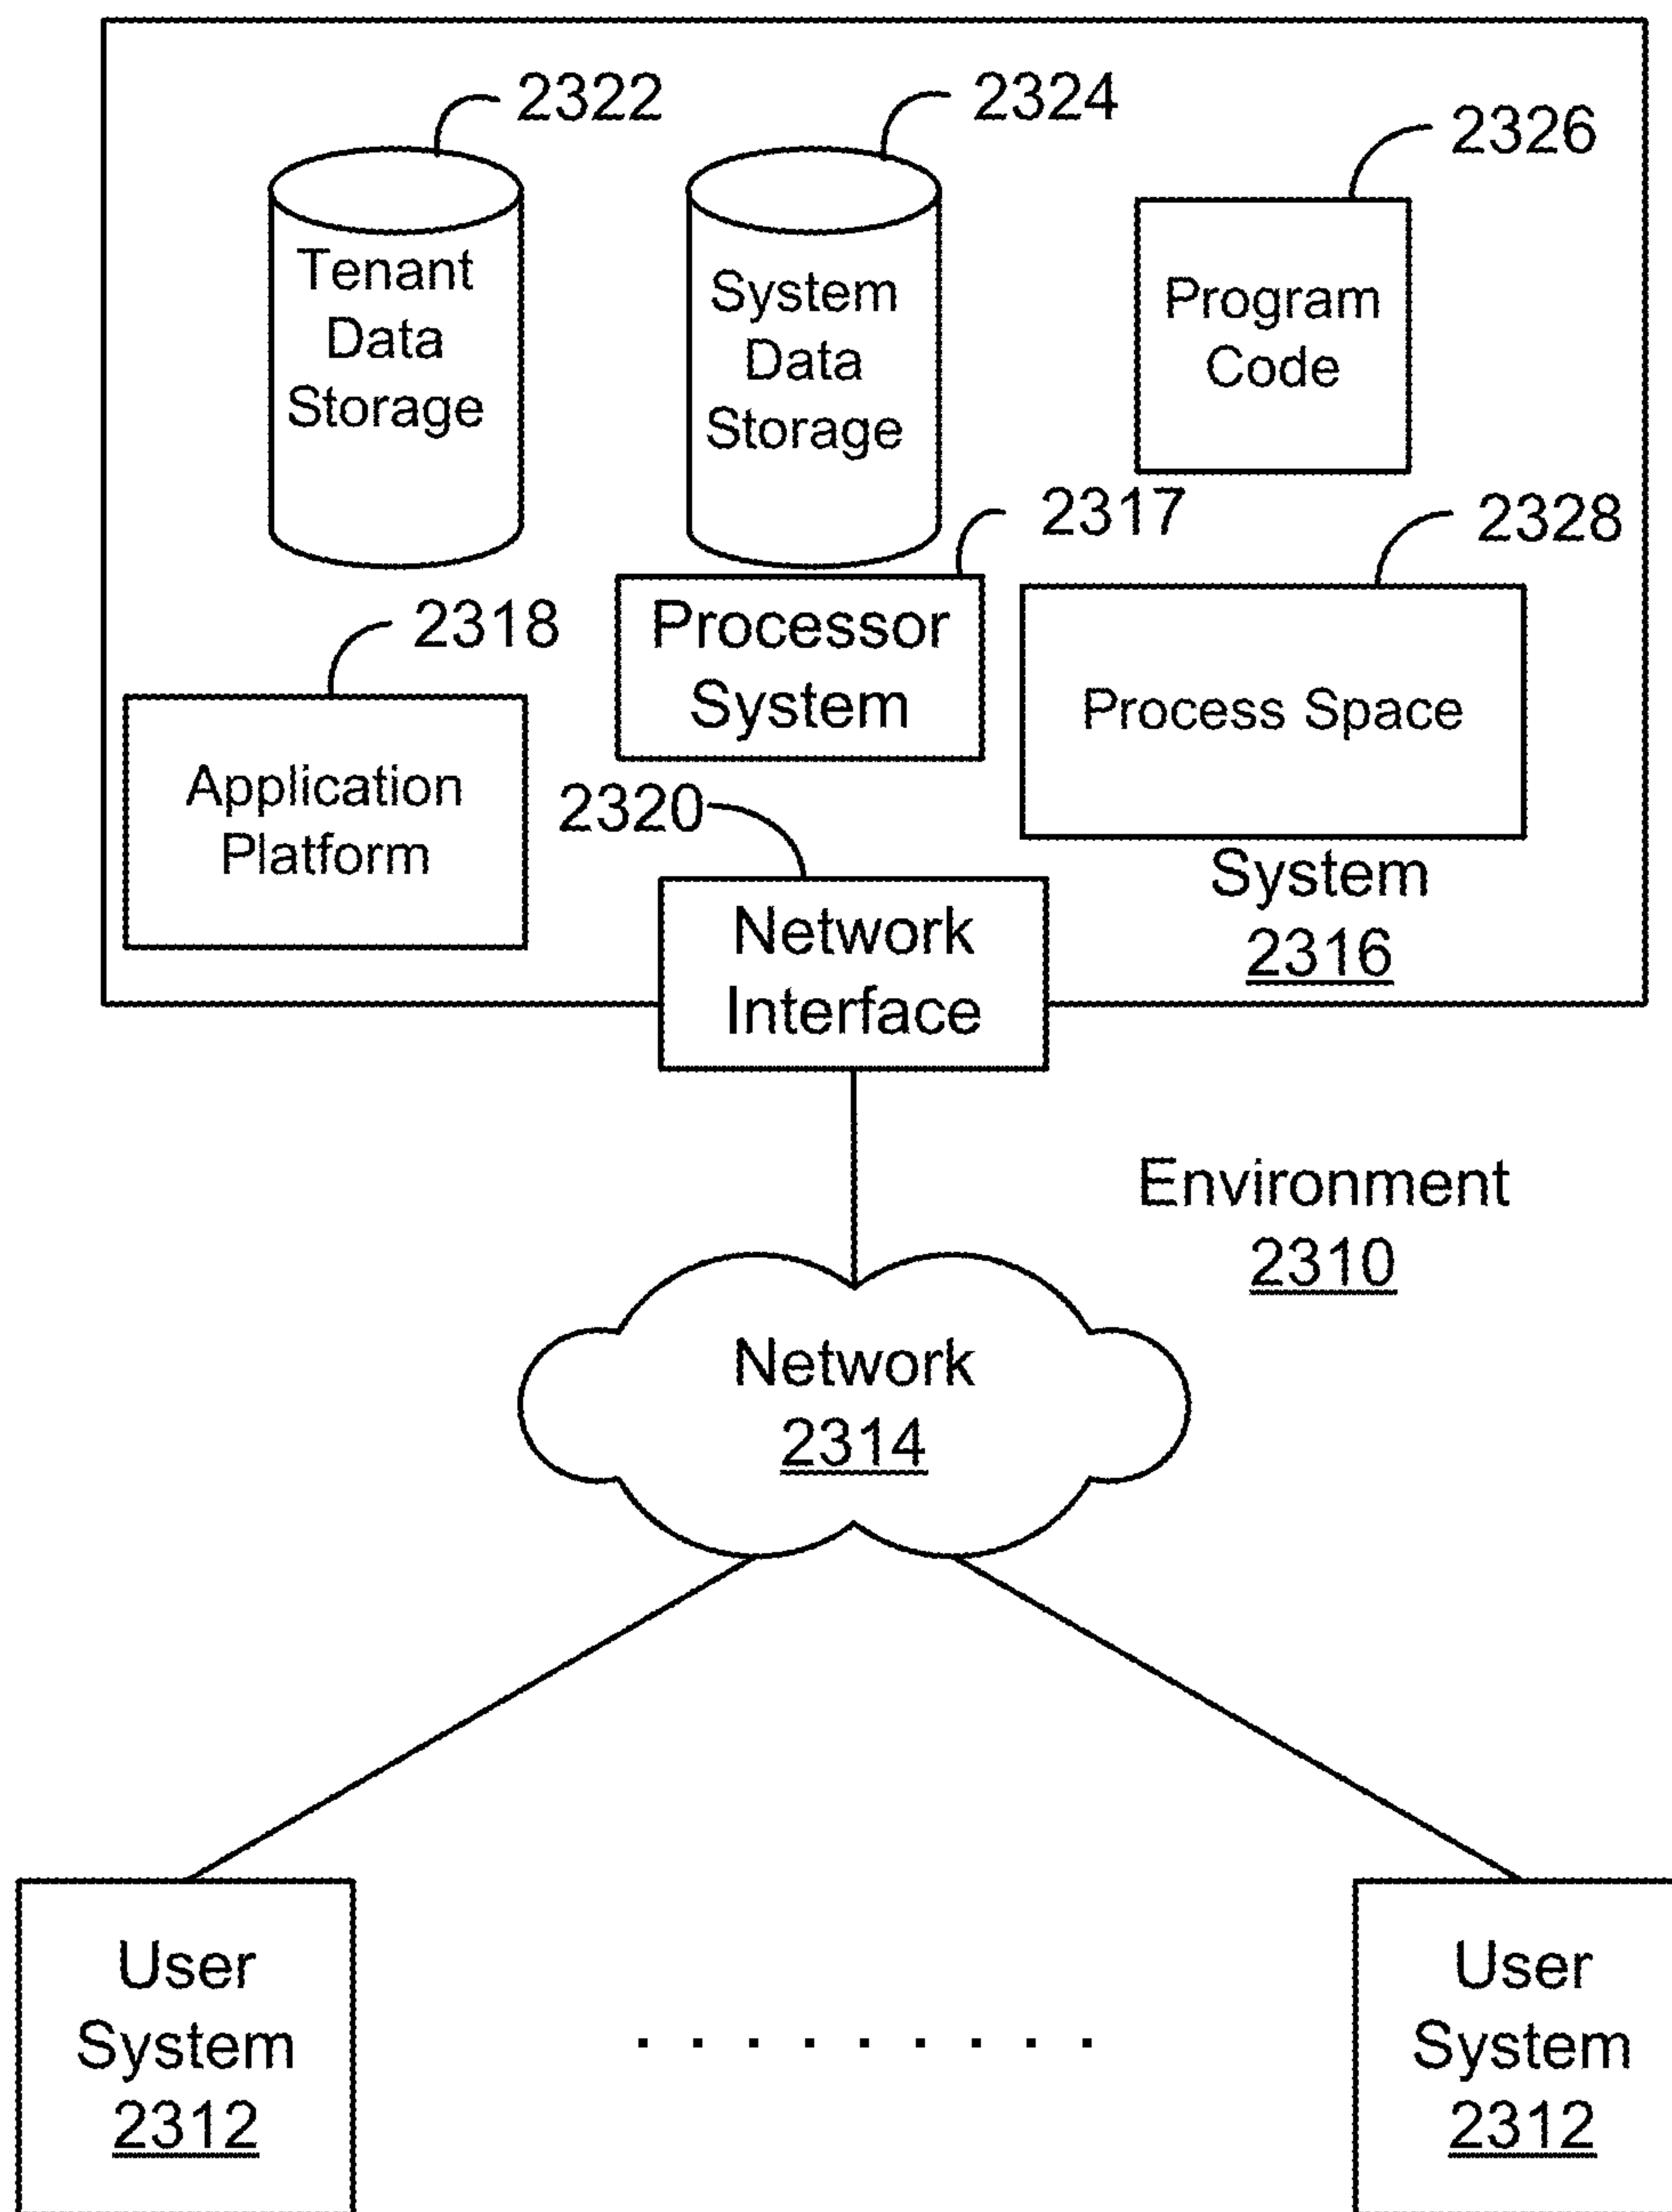 2322
2324
2326
Tenant
Data
Storage
System
Data
Storage
Program
Code
2317
2328
2318
Processor
System
Process Space
Application
Platform
2320
System
2316
Network
Interface
Environment
2310
Network
2314
User
System
2312
. . . . . . . . .
User
System
2312